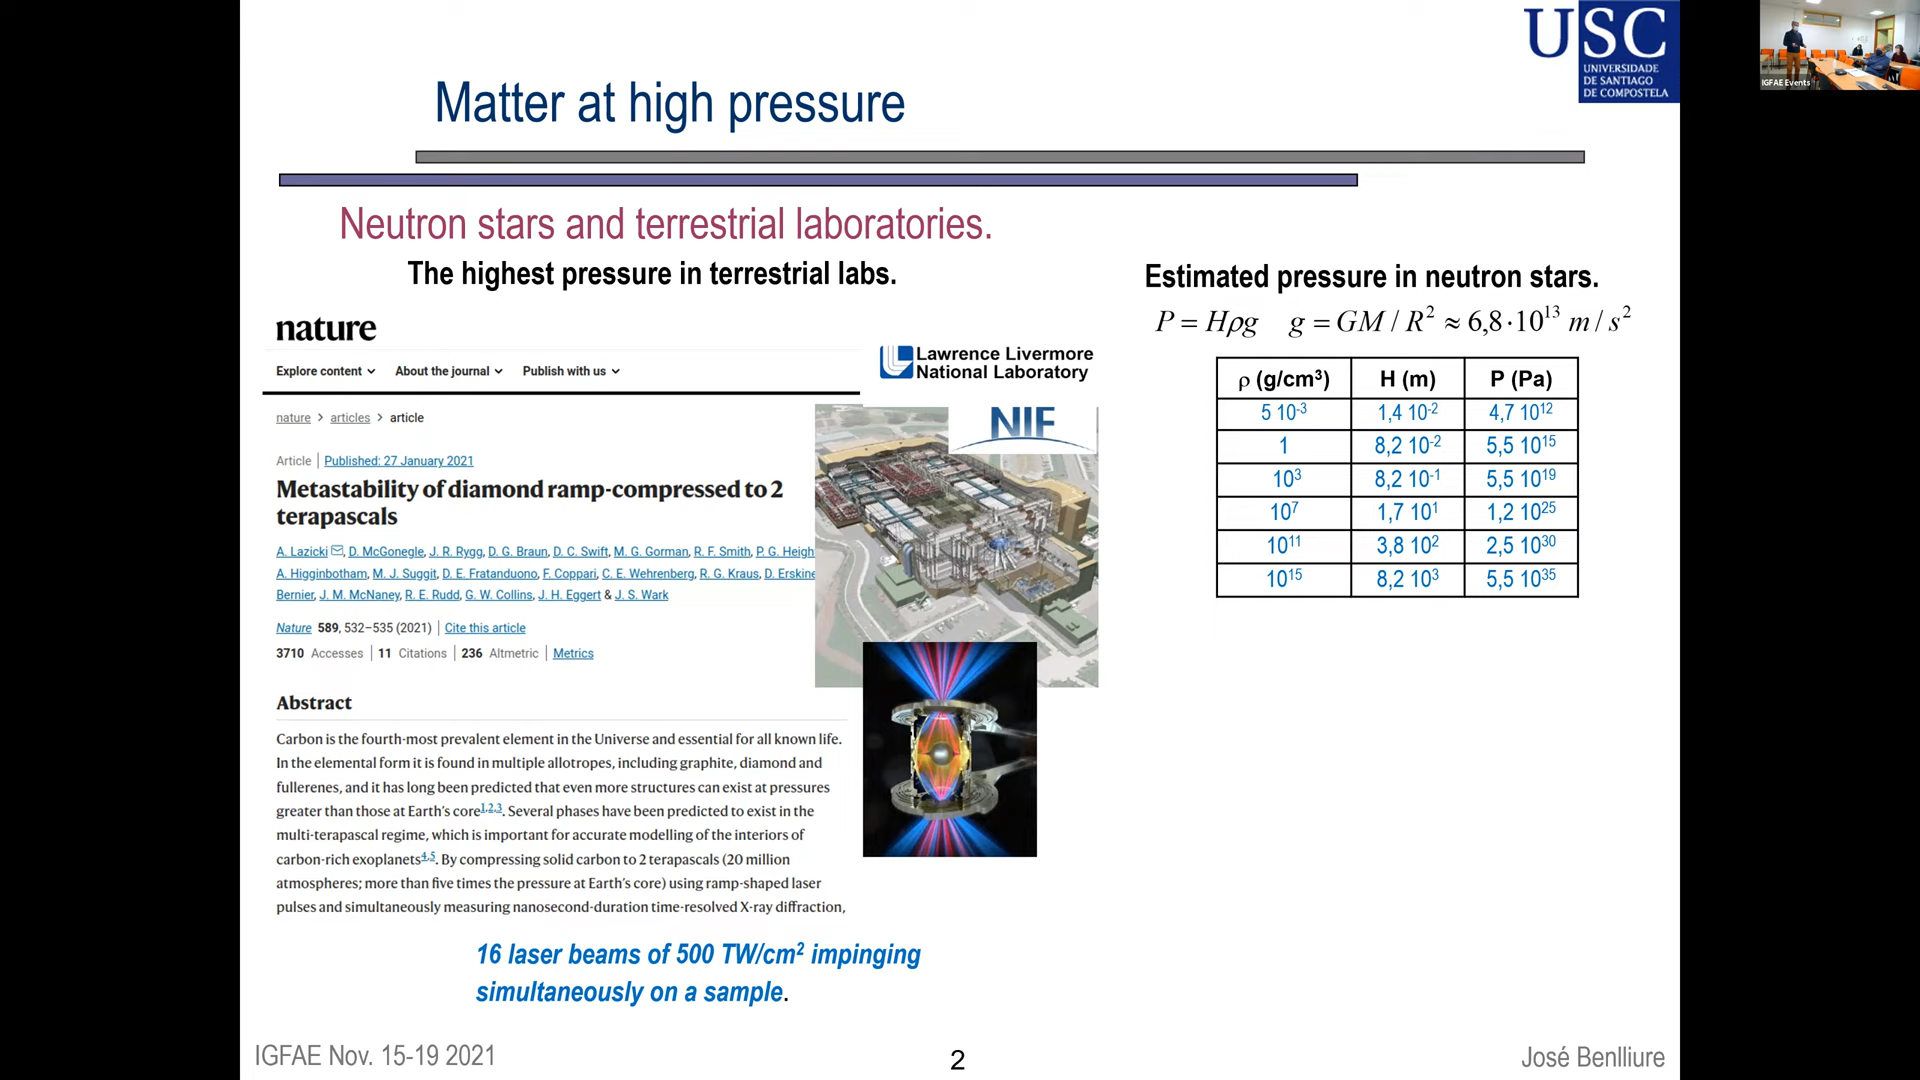 USC
UNIVERSIDADE
DE SANTIAGO
DE COMPOSTELA
IGFAE Events
Matter at high pressure
Neutron stars and terrestrial laboratories.
The highest pressure in terrestrial labs.
nature
Explore content About the journal Publish with us
nature > articles > article
Article | Published: 27 January 2021
Metastability of diamond ramp-compressed to 2
terapascals
A. Lazicki, D. McGonegle, J. R. Rygg, D. G. Braun, D. C. Swift, M. G. Gorman, R. F. Smith, P. G. Heigh
A. Higginbotham, M. J. Suggit, D. E. Fratanduono, F. Coppari, C. E. Wehrenberg, R. G. Kraus, D. Erskine
Bernier, J. M. McNaney, R. E. Rudd, G. W. Collins, J. H. Eggert & J. S. Wark
Nature 589, 532–535 (2021) | Cite this article
3710 Accesses | 11 Citations | 236 Altmetric | Metrics
Abstract
Carbon is the fourth-most prevalent element in the Universe and essential for all known life.
In the elemental form it is found in multiple allotropes, including graphite, diamond and
fullerenes, and it has long been predicted that even more structures can exist at pressures
greater than those at Earth's core1,2,3. Several phases have been predicted to exist in the
multi-terapascal regime, which is important for accurate modelling of the interiors of
carbon-rich exoplanets4,5. By compressing solid carbon to 2 terapascals (20 million
atmospheres; more than five times the pressure at Earth's core) using ramp-shaped laser
pulses and simultaneously measuring nanosecond-duration time-resolved X-ray diffraction,
Lawrence Livermore
National Laboratory
NIF
16 laser beams of 500 TW/cm² impinging
simultaneously on a sample.
Estimated pressure in neutron stars.
P = Hρg g = GM / R² ≈ 6,8·10¹³ m / s²
ρ (g/cm³) H (m) P (Pa)
5 10⁻³ 1,4 10⁻² 4,7 10¹²
1 8,2 10⁻² 5,5 10¹⁵
10³ 8,2 10⁻¹ 5,5 10¹⁹
10⁷ 1,7 10¹ 1,2 10²⁵
10¹¹ 3,8 10² 2,5 10³⁰
10¹⁵ 8,2 10³ 5,5 10³⁵
IGFAE Nov. 15-19 2021
2
José Benlliure